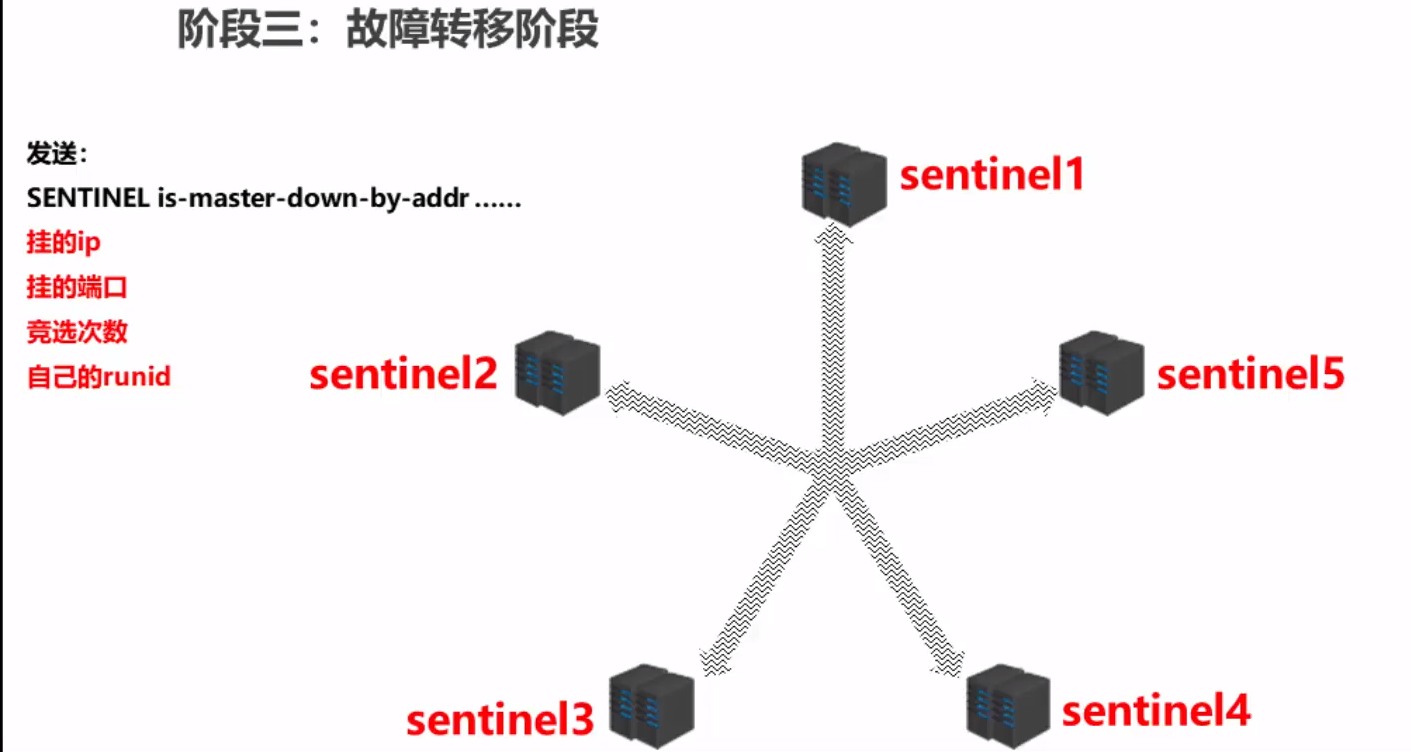 阶段三：故障转移阶段
发送：
SENTINEL is-master-down-by-addr ......
挂的ip
挂的端口
竞选次数
自己的runid
sentinel1
sentinel2
sentinel5
sentinel3
sentinel4